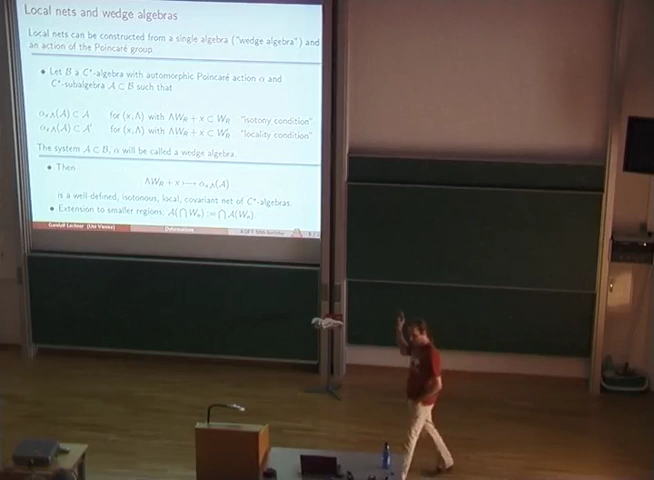 Local nets and wedge algebras
Local nets can be constructed from a single algebra ("wedge algebra") and
an action of the Poincaré group.
• Let B a C*-algebra with automorphic Poincaré action α and
C*-subalgebra A ⊂ B such that
α_{x,Λ}(A) ⊂ A for (x, Λ) with ΛW_R + x ⊂ W_R "isotony condition"
α_{x,Λ}(A) ⊂ A′ for (x, Λ) with ΛW_R + x ⊂ W_R′ "locality condition"
The system A ⊂ B, α will be called a wedge algebra.
• Then
ΛW_R + x ⟼ α_{x,Λ}(A)
is a well-defined, isotonous, local, covariant net of C*-algebras.
• Extension to smaller regions: A(⋂ W_n) := ⋂ A(W_n).
Gandalf Lechner (Uni Vienna) Deformations